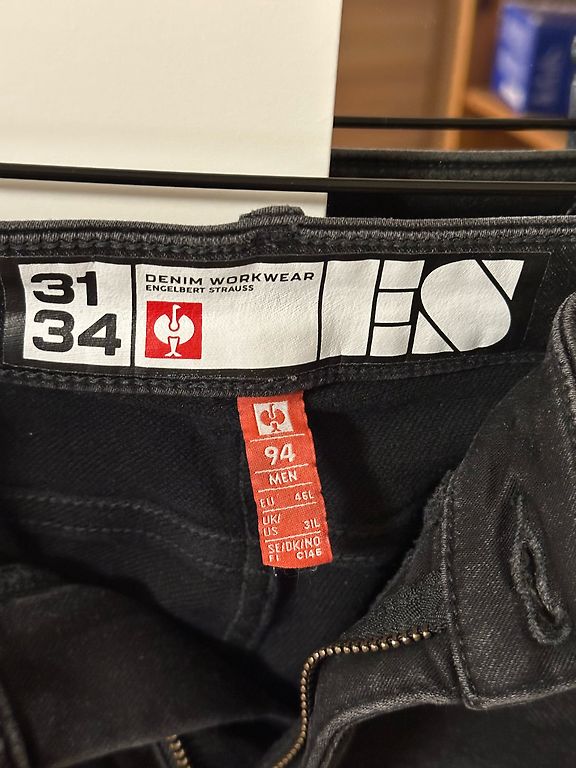 31
34
DENIM WORKWEAR
ENGELBERT STRAUSS
ES
94
MEN
EU 46L
UK/
US 31L
SE/DK/NO
FI C146